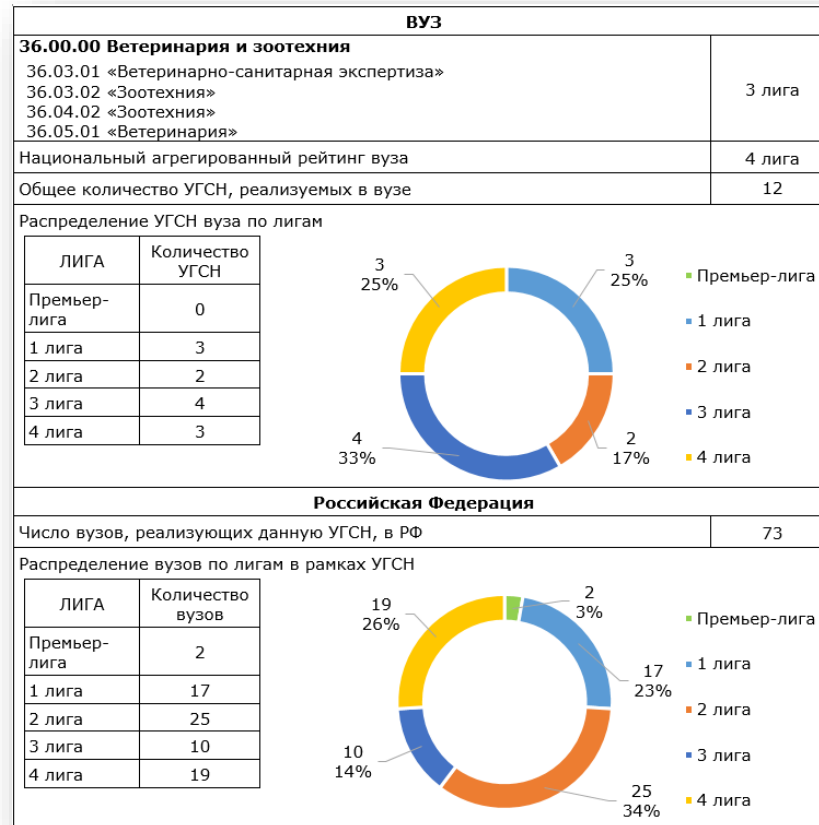 ВУЗ
36.00.00 Ветеринария и зоотехния
36.03.01 «Ветеринарно-санитарная экспертиза»
36.03.02 «Зоотехния»
36.04.02 «Зоотехния»
36.05.01 «Ветеринария»
3 лига
Национальный агрегированный рейтинг вуза
4 лига
Общее количество УГСН, реализуемых в вузе
12
Распределение УГСН вуза по лигам
ЛИГА
Количество
УГСН
Премьер-
лига
0
1 лига
3
2 лига
2
3 лига
4
4 лига
3
3
25%
3
25%
4
33%
2
17%
Премьер-лига
1 лига
2 лига
3 лига
4 лига
Российская Федерация
Число вузов, реализующих данную УГСН, в РФ
73
Распределение вузов по лигам в рамках УГСН
ЛИГА
Количество
вузов
Премьер-
лига
2
1 лига
17
2 лига
25
3 лига
10
4 лига
19
19
26%
2
3%
17
23%
10
14%
25
34%
Премьер-лига
1 лига
2 лига
3 лига
4 лига